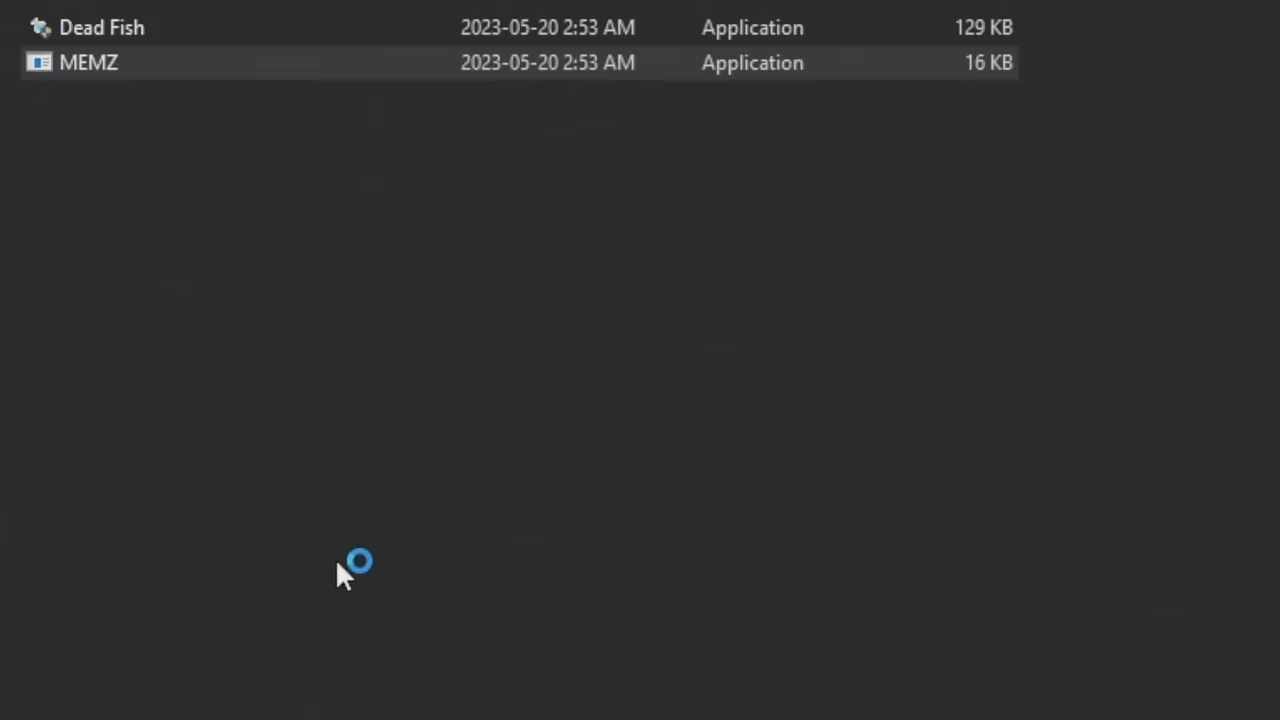 Dead Fish 2023-05-20 2:53 AM Application 129 KB
MEMZ 2023-05-20 2:53 AM Application 16 KB